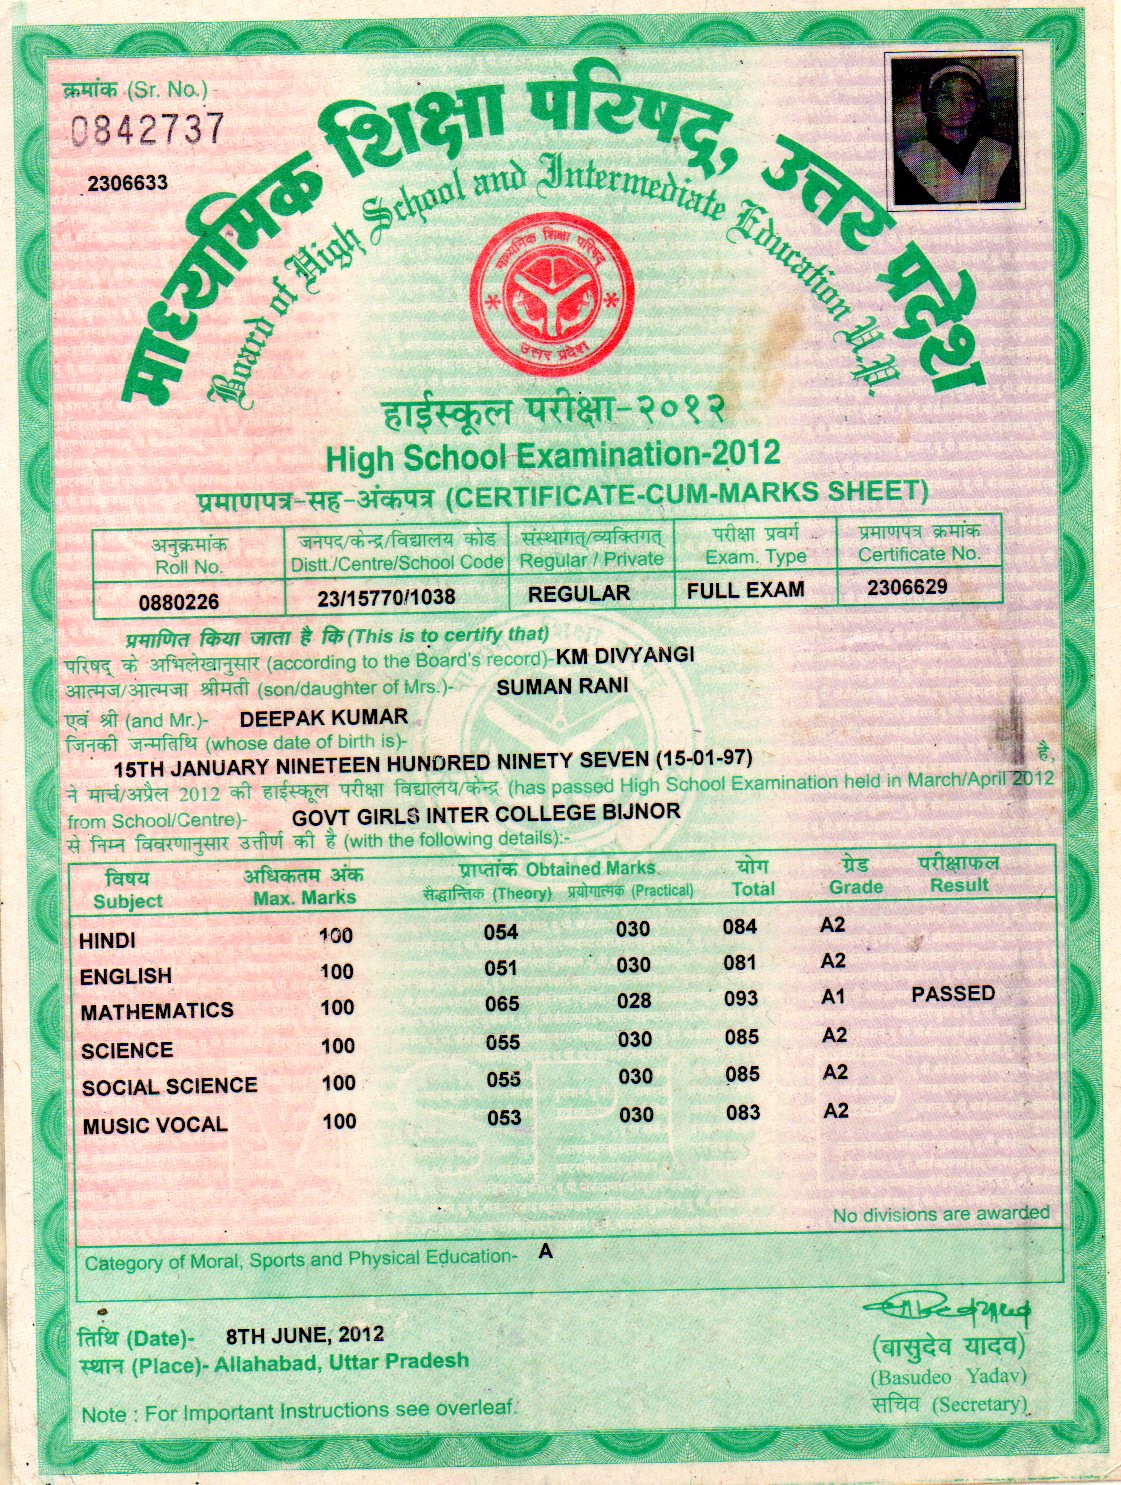 क्रमांक (Sr. No.)
0842737
2306633
माध्यमिक शिक्षा परिषद्, उत्तर प्रदेश
Board of High School and Intermediate Education U.P.
माध्यमिक शिक्षा परिषद्
उत्तर प्रदेश
हाईस्कूल परीक्षा-२०१२
High School Examination-2012
प्रमाणपत्र-सह-अंकपत्र (CERTIFICATE-CUM-MARKS SHEET)
अनुक्रमांक जनपद/केन्द्र/विद्यालय कोड संस्थागत्/व्यक्तिगत् परीक्षा प्रवर्ग प्रमाणपत्र क्रमांक
Roll No. Distt./Centre/School Code Regular / Private Exam. Type Certificate No.
0880226 23/15770/1038 REGULAR FULL EXAM 2306629
प्रमाणित किया जाता है कि (This is to certify that)
परिषद् के अभिलेखानुसार (according to the Board's record)- KM DIVYANGI
आत्मज/आत्मजा श्रीमती (son/daughter of Mrs.)- SUMAN RANI
एवं श्री (and Mr.)- DEEPAK KUMAR
जिनकी जन्मतिथि (whose date of birth is)-
15TH JANUARY NINETEEN HUNDRED NINETY SEVEN (15-01-97) है,
ने मार्च/अप्रैल 2012 की हाईस्कूल परीक्षा विद्यालय/केन्द्र (has passed High School Examination held in March/April 2012
from School/Centre)- GOVT GIRLS INTER COLLEGE BIJNOR
से निम्न विवरणानुसार उत्तीर्ण की है (with the following details):-
विषय अधिकतम अंक प्राप्तांक Obtained Marks योग ग्रेड परीक्षाफल
Subject Max. Marks सैद्धान्तिक (Theory) प्रयोगात्मक (Practical) Total Grade Result
HINDI 100 054 030 084 A2
ENGLISH 100 051 030 081 A2
MATHEMATICS 100 065 028 093 A1 PASSED
SCIENCE 100 055 030 085 A2
SOCIAL SCIENCE 100 055 030 085 A2
MUSIC VOCAL 100 053 030 083 A2
No divisions are awarded
Category of Moral, Sports and Physical Education- A
तिथि (Date)- 8TH JUNE, 2012
स्थान (Place)- Allahabad, Uttar Pradesh
(बासुदेव यादव)
(Basudeo Yadav)
सचिव (Secretary)
Note : For Important Instructions see overleaf.